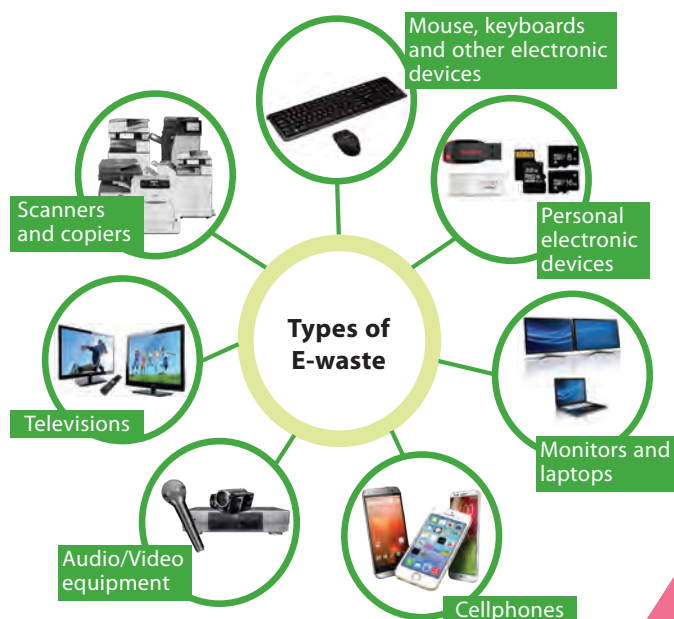 Mouse, keyboards
and other electronic
devices
Scanners
and copiers
Personal
electronic
devices
Types of
E-waste
Televisions
Monitors and
laptops
Audio/Video
equipment
Cellphones